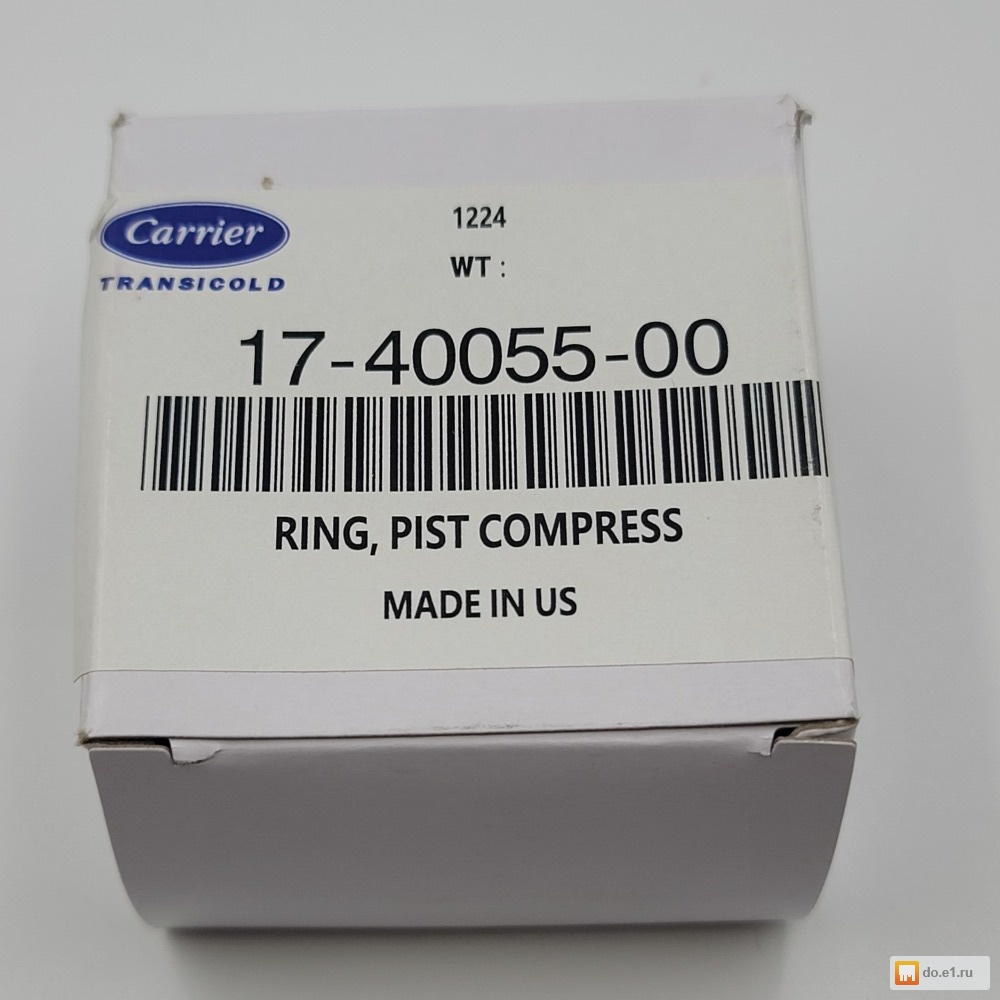 Carrier
TRANSICOLD
1224
WT :
17-40055-00
RING, PIST COMPRESS
MADE IN US
do.e1.ru